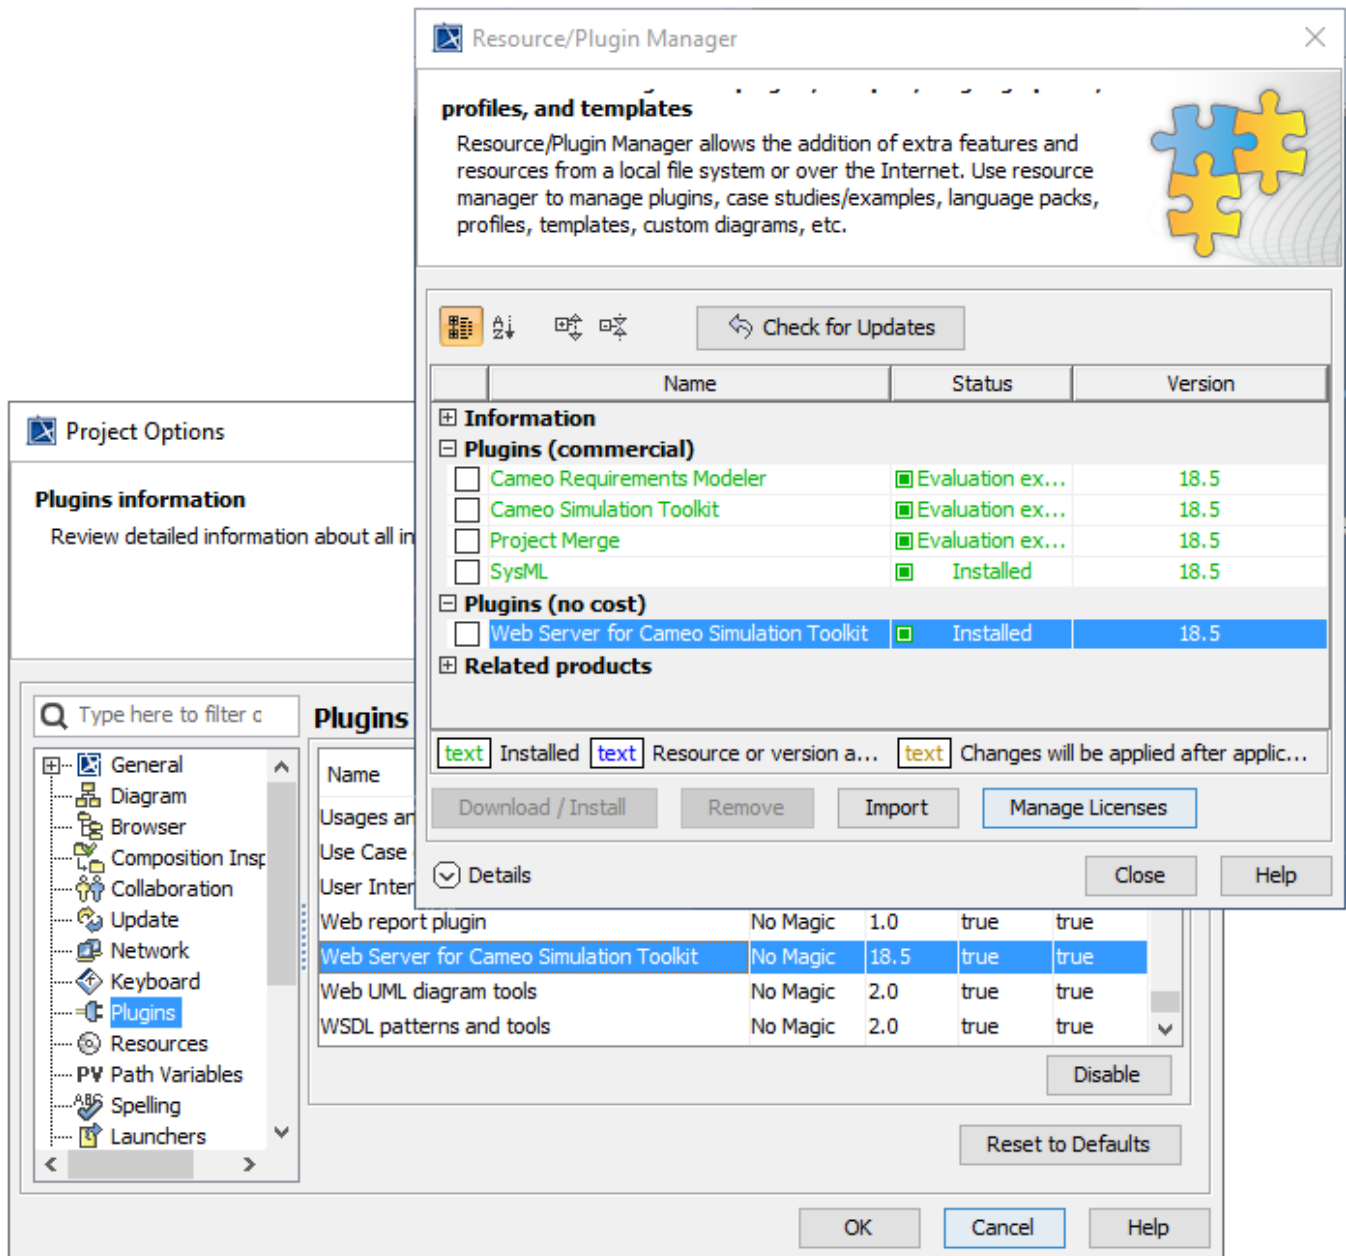 Resource/Plugin Manager
profiles, and templates
Resource/Plugin Manager allows the addition of extra features and
resources from a local file system or over the Internet. Use resource
manager to manage plugins, case studies/examples, language packs,
profiles, templates, custom diagrams, etc.
Check for Updates
Name Status Version
Information
Plugins (commercial)
Cameo Requirements Modeler Evaluation ex... 18.5
Cameo Simulation Toolkit Evaluation ex... 18.5
Project Merge Evaluation ex... 18.5
SysML Installed 18.5
Plugins (no cost)
Web Server for Cameo Simulation Toolkit Installed 18.5
Related products
text Installed text Resource or version a... text Changes will be applied after applic...
Download / Install Remove Import Manage Licenses
Details Close Help
Project Options
Plugins information
Review detailed information about all in
Type here to filter o
General
Diagram
Browser
Composition Insp
Collaboration
Update
Network
Keyboard
Plugins
Resources
PV Path Variables
ABC Spelling
Launchers
Plugins
Name
Usages an
Use Case
User Inter
Web report plugin No Magic 1.0 true true
Web Server for Cameo Simulation Toolkit No Magic 18.5 true true
Web UML diagram tools No Magic 2.0 true true
WSDL patterns and tools No Magic 2.0 true true
Disable
Reset to Defaults
OK Cancel Help